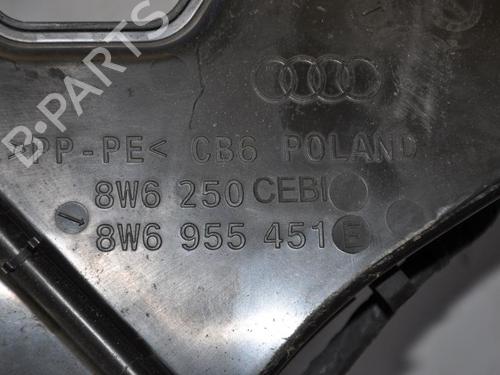 B-PARTS
>PP-PE< CB6 POLAND
8W6 250 CEBI
8W6 955 451 E